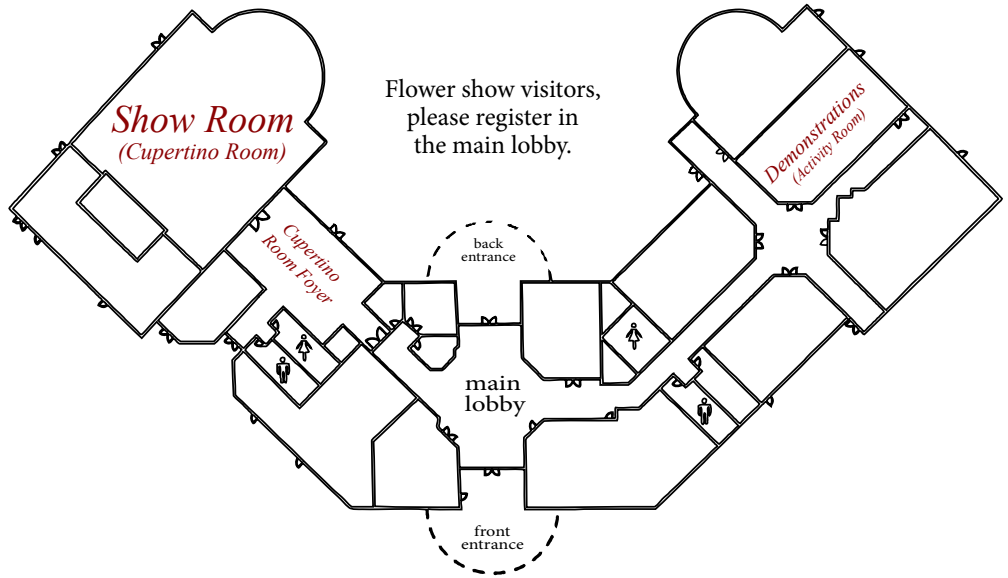 Show Room
(Cupertino Room)
Flower show visitors,
please register in
the main lobby.
Demonstrations
(Activity Room)
Cupertino
Room Foyer
back
entrance
main
lobby
front
entrance